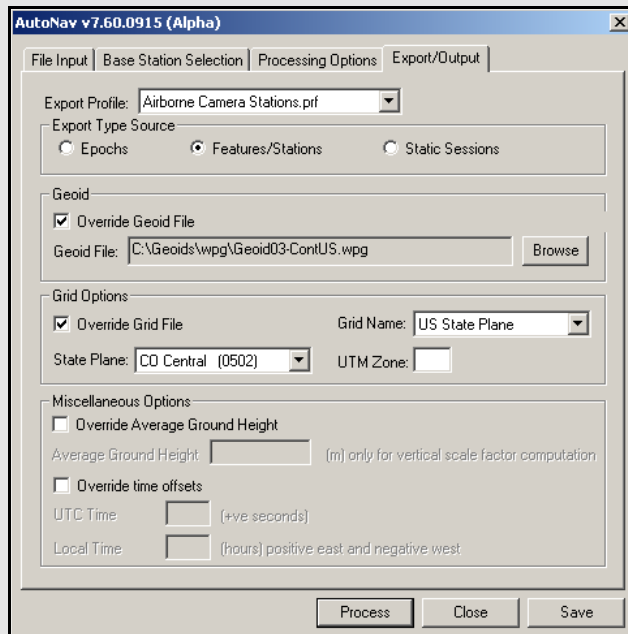 AutoNav v7.60.0915 (Alpha)
File Input Base Station Selection Processing Options Export/Output
Export Profile: Airborne Camera Stations.prf
Export Type Source
Epochs Features/Stations Static Sessions
Geoid
Override Geoid File
Geoid File: C:\Geoids\wpg\Geoid03-ContUS.wpg Browse
Grid Options
Override Grid File Grid Name: US State Plane
State Plane: CO Central (0502) UTM Zone:
Miscellaneous Options
Override Average Ground Height
Average Ground Height (m) only for vertical scale factor computation
Override time offsets
UTC Time (+ve seconds)
Local Time (hours) positive east and negative west
Process Close Save